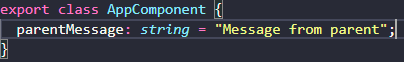 export class AppComponent {
parentMessage: string = "Message from parent";
}